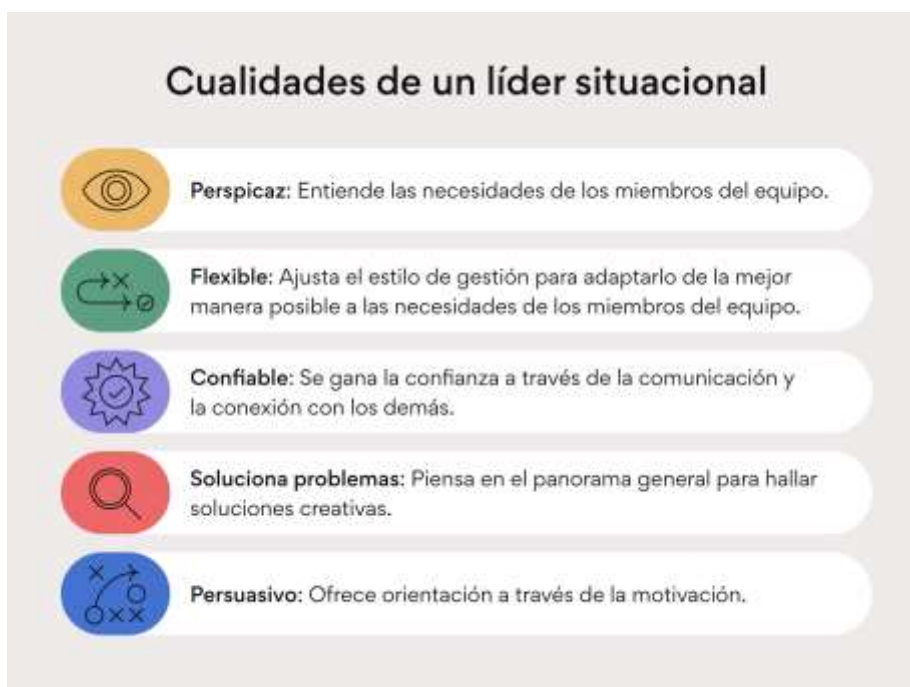 Cualidades de un líder situacional
Perspicaz: Entiende las necesidades de los miembros del equipo.
Flexible: Ajusta el estilo de gestión para adaptarlo de la mejor
manera posible a las necesidades de los miembros del equipo.
Confiable: Se gana la confianza a través de la comunicación y
la conexión con los demás.
Soluciona problemas: Piensa en el panorama general para hallar
soluciones creativas.
Persuasivo: Ofrece orientación a través de la motivación.